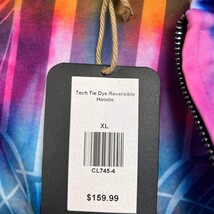 Tech Tie Dye Reversible
Hoodie
XL
CL745-4
$159.99